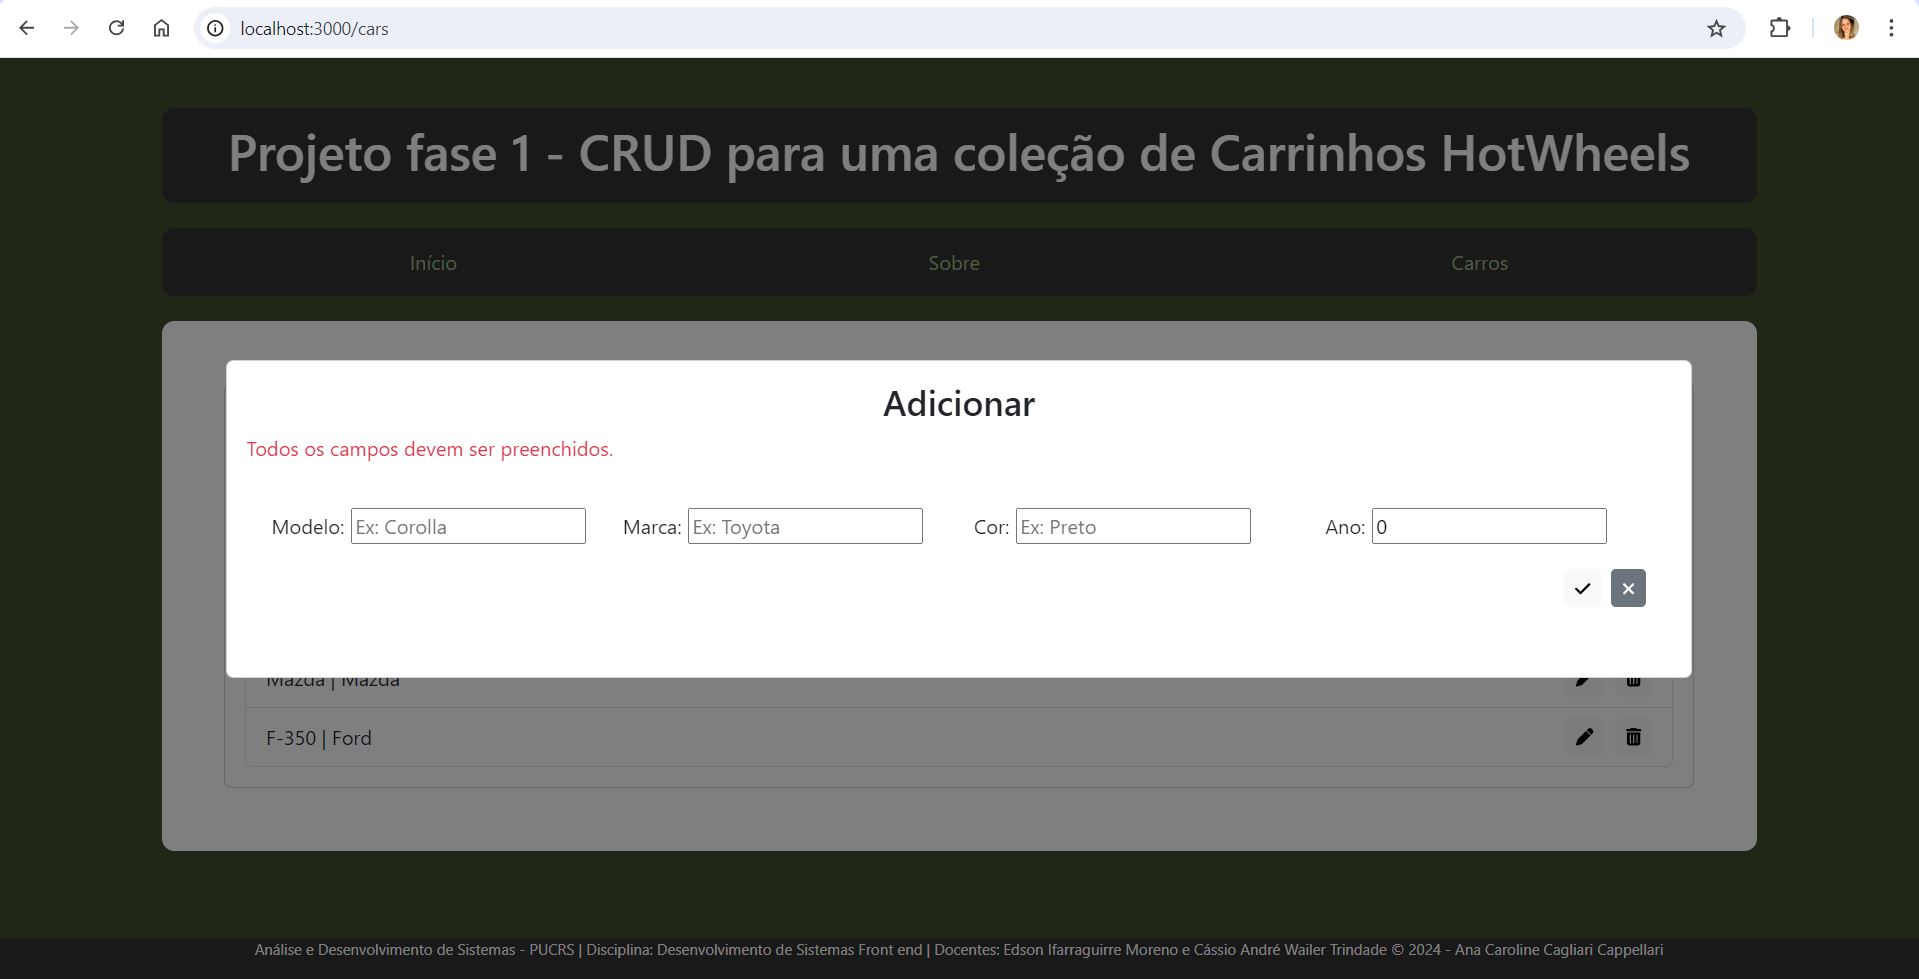 localhost:3000/cars
Projeto fase 1 - CRUD para uma coleção de Carrinhos HotWheels
Início Sobre Carros
Adicionar
Todos os campos devem ser preenchidos.
Modelo: Ex: Corolla Marca: Ex: Toyota Cor: Ex: Preto Ano: 0
Mazda | Mazda
F-350 | Ford
Análise e Desenvolvimento de Sistemas - PUCRS | Disciplina: Desenvolvimento de Sistemas Front end | Docentes: Edson Ifarraguirre Moreno e Cássio André Wailer Trindade © 2024 - Ana Caroline Cagliari Cappellari